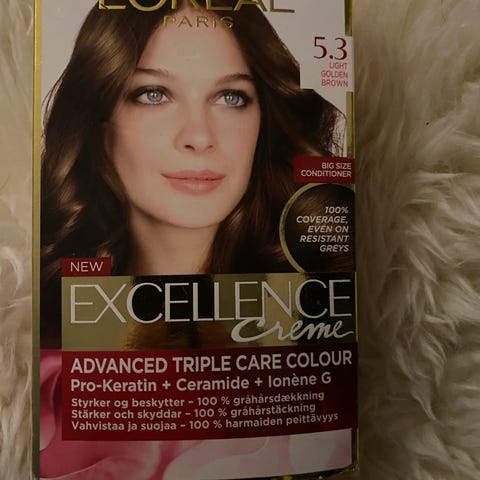 L'ORÉAL
PARIS
5.3
LIGHT
GOLDEN
BROWN
BIG SIZE
CONDITIONER
100%
COVERAGE,
EVEN ON
RESISTANT
GREYS
NEW
EXCELLENCE
Creme
ADVANCED TRIPLE CARE COLOUR
Pro-Keratin + Ceramide + Ionène G
Styrker og beskytter – 100 % gråhårsdækkning
Stärker och skyddar – 100 % gråhårstäckning
Vahvistaa ja suojaa – 100 % harmaiden peittävyys